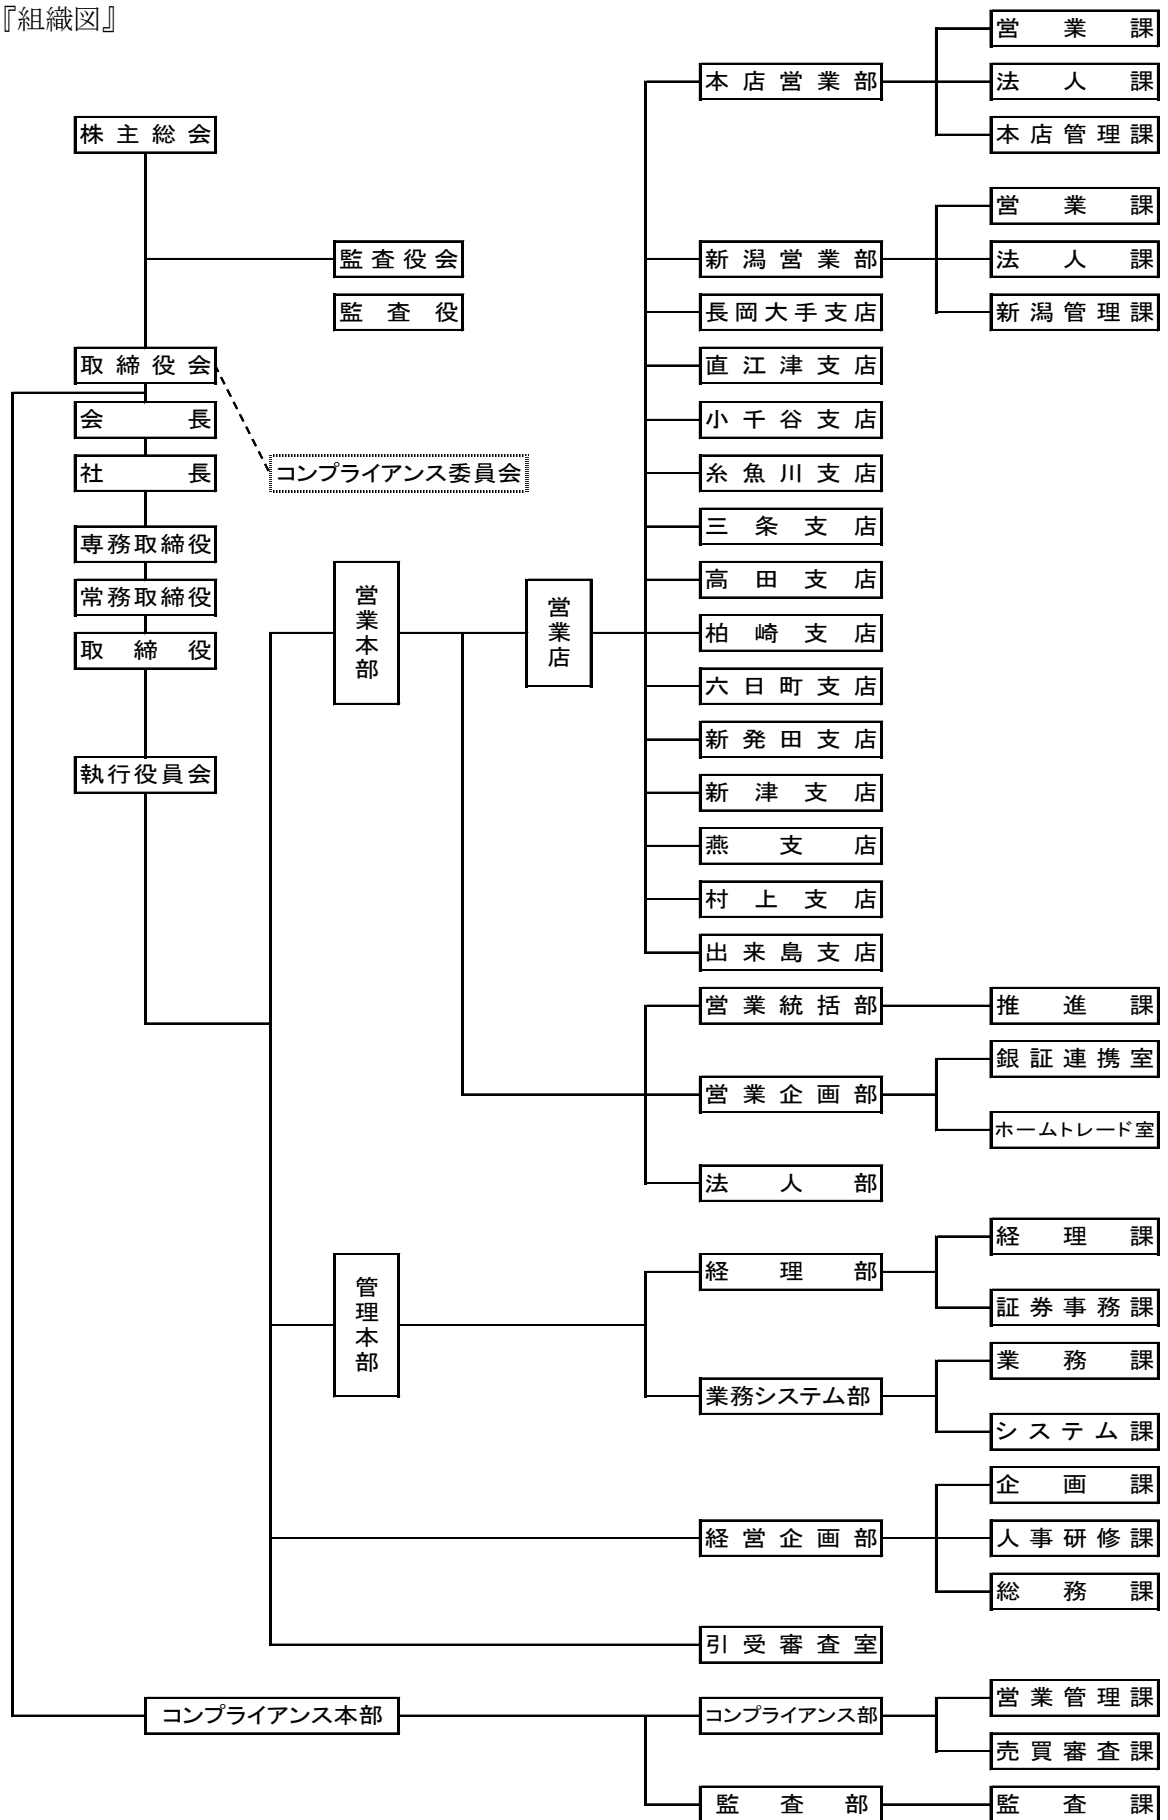 『組織図』
株主総会
監査役会
監査役
取締役会
会長
社長
コンプライアンス委員会
専務取締役
常務取締役
取締役
執行役員会
営業本部
営業店
本店営業部
営業課
法人課
本店管理課
新潟営業部
営業課
法人課
新潟管理課
長岡大手支店
直江津支店
小千谷支店
糸魚川支店
三条支店
高田支店
柏崎支店
六日町支店
新発田支店
新津支店
燕支店
村上支店
出来島支店
営業統括部
推進課
営業企画部
銀証連携室
ホームトレード室
法人部
管理本部
経理部
経理課
証券事務課
業務システム部
業務課
システム課
経営企画部
企画課
人事研修課
総務課
引受審査室
コンプライアンス本部
コンプライアンス部
営業管理課
売買審査課
監査部
監査課